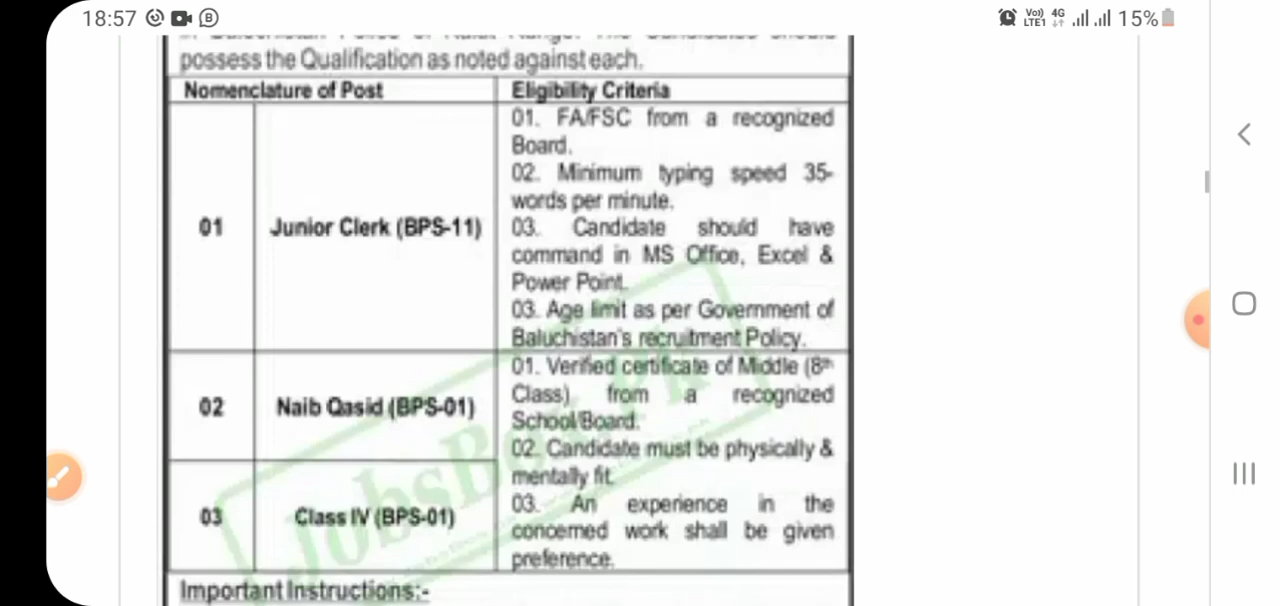 18:57
Vo)) 4G
LTE1
15%
possess the Qualification as noted against each.
Nomenclature of Post
Eligibility Criteria
01
Junior Clerk (BPS-11)
01. FA/FSC from a recognized
Board.
02. Minimum typing speed 35-
words per minute.
03. Candidate should have
command in MS Office, Excel &
Power Point.
03. Age limit as per Government of
Baluchistan's recruitment Policy.
02
Naib Qasid (BPS-01)
01. Verified certificate of Middle (8th
Class) from a recognized
School/Board.
02. Candidate must be physically &
mentally fit.
03. An experience in the
concerned work shall be given
preference.
03
Class IV (BPS-01)
Important Instructions:-